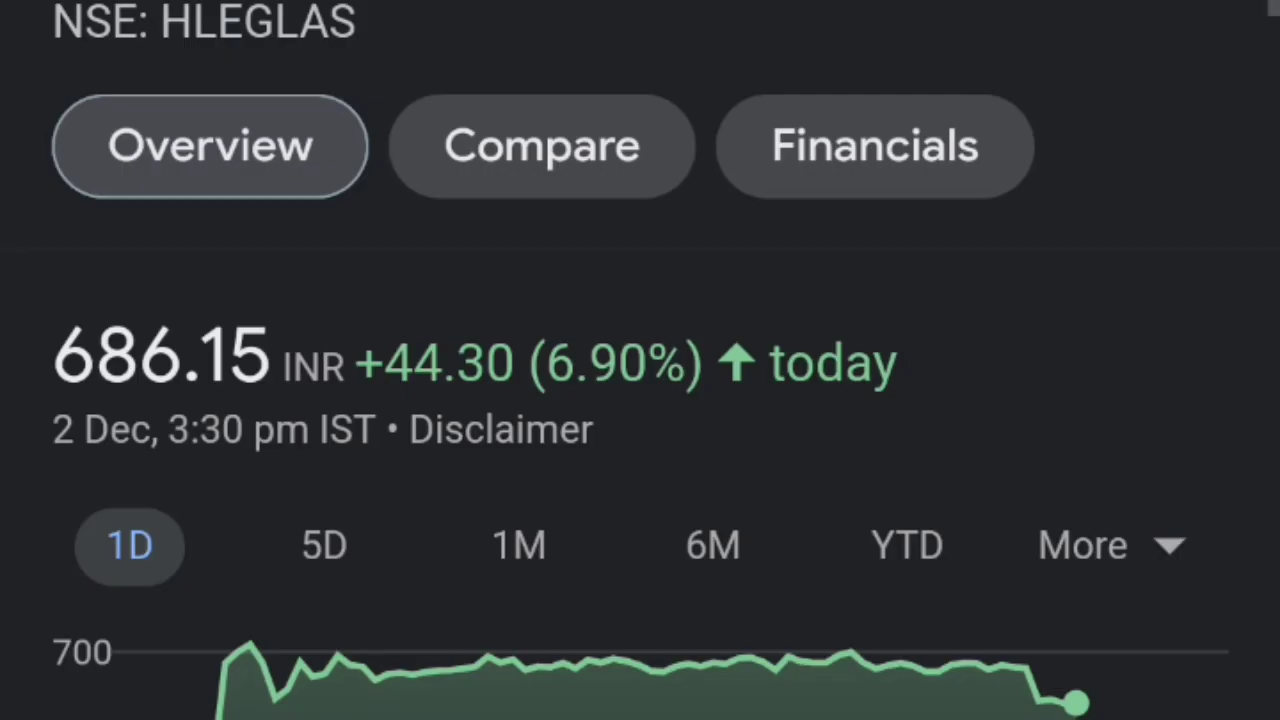 NSE: HLEGLAS
Overview Compare Financials
686.15 INR +44.30 (6.90%) ↑ today
2 Dec, 3:30 pm IST • Disclaimer
1D 5D 1M 6M YTD More
700